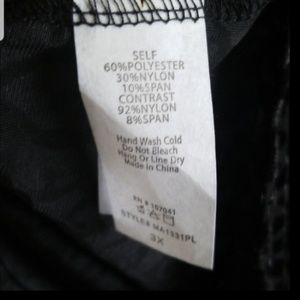 SELF
60%POLYESTER
30%NYLON
10%SPAN
CONTRAST
92%NYLON
8%SPAN
Hand Wash Cold
Do Not Bleach
Hang Or Line Dry
Made in China
RN # 107041
STYLE# MA1331PL
3X